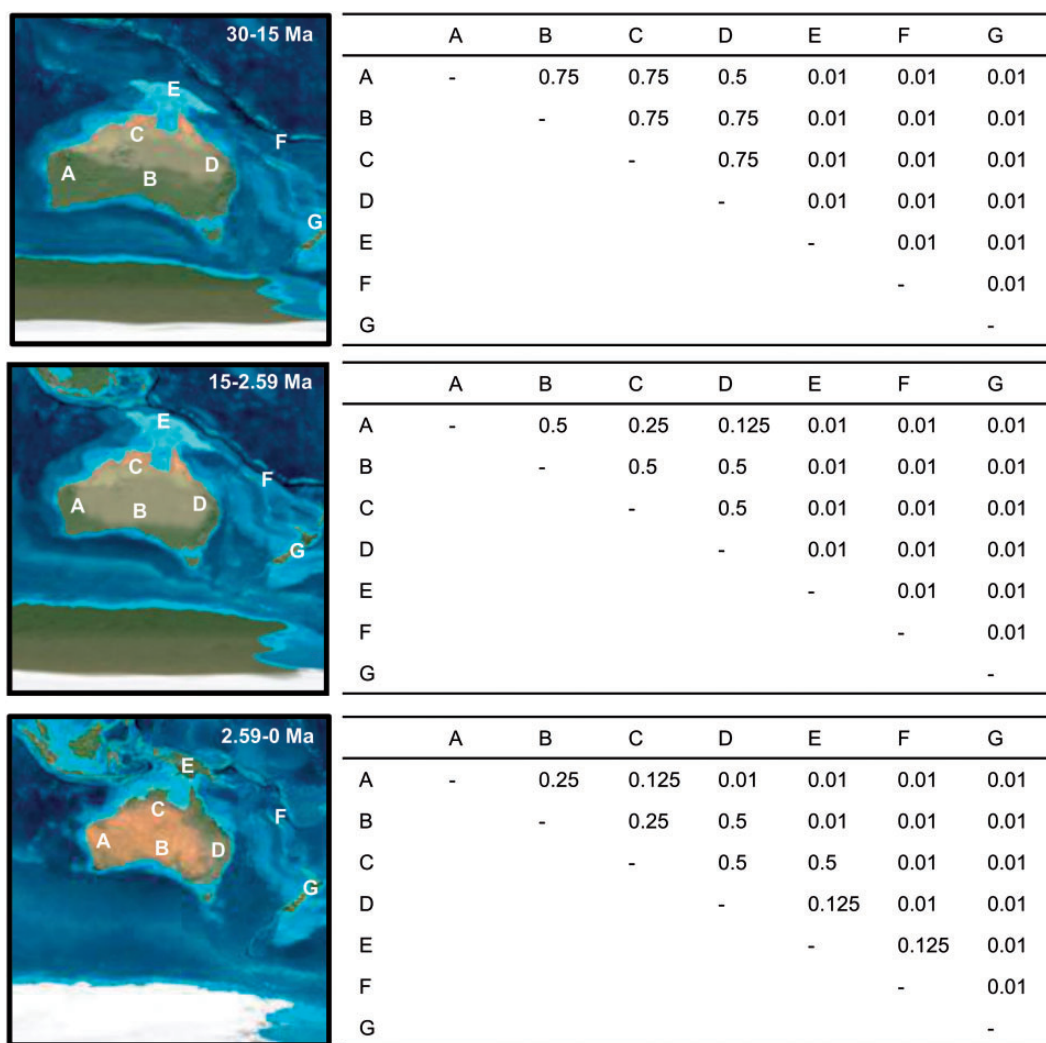 30-15 Ma
E
C
F
D
A
B
G
A B C D E F G
A - 0.75 0.75 0.5 0.01 0.01 0.01
B - 0.75 0.75 0.01 0.01 0.01
C - 0.75 0.01 0.01 0.01
D - 0.01 0.01 0.01
E - 0.01 0.01
F - 0.01
G -
15-2.59 Ma
E
C
F
A
B
D
G
A B C D E F G
A - 0.5 0.25 0.125 0.01 0.01 0.01
B - 0.5 0.5 0.01 0.01 0.01
C - 0.5 0.01 0.01 0.01
D - 0.01 0.01 0.01
E - 0.01 0.01
F - 0.01
G -
2.59-0 Ma
E
C
F
A
B
D
G
A B C D E F G
A - 0.25 0.125 0.01 0.01 0.01 0.01
B - 0.25 0.5 0.01 0.01 0.01
C - 0.5 0.5 0.01 0.01
D - 0.125 0.01 0.01
E - 0.125 0.01
F - 0.01
G -